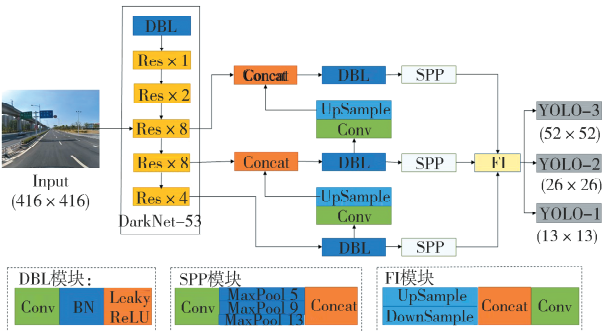 DBL
Res × 1
Res × 2
Res × 8
Res × 8
Res × 4
DarkNet-53
Input
(416 × 416)
Concat
DBL
SPP
UpSample
Conv
Concat
DBL
SPP
FI
UpSample
Conv
DBL
SPP
YOLO-3
(52 × 52)
YOLO-2
(26 × 26)
YOLO-1
(13 × 13)
DBL模块:
Conv
BN
Leaky
ReLU
SPP模块
Conv
MaxPool 5
MaxPool 9
MaxPool 13
Concat
FI模块
UpSample
DownSample
Concat
Conv